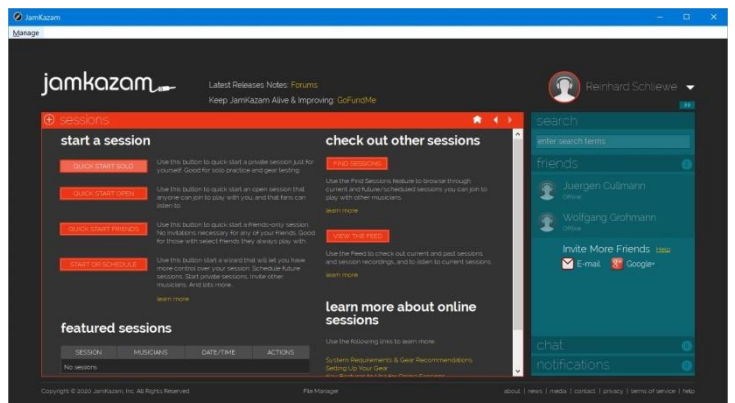 JamKazam
Manage
jamkazam
Latest Releases Notes: Forums
Keep JamKazam Alive & Improving: GoFundMe
Reinhard Schliewe
sessions
start a session
QUICK START SOLO
Use this button to quick start a private session just for
yourself. Good for solo practice and gear testing.
QUICK START OPEN
Use this button to quick start an open session that
anyone can join to play with you, and that fans can
listen to.
QUICK START FRIENDS
Use this button to quick start a friends-only session.
No invitations necessary for any of your friends. Good
for those with select friends they always play with.
START OR SCHEDULE
Use this button start a wizard that will let you have
more control over your session. Schedule future
sessions. Start private sessions. Invite other
musicians. And lots more.
learn more
featured sessions
SESSION MUSICIANS DATE/TIME ACTIONS
No sessions
check out other sessions
FIND SESSIONS
Use the Find Sessions feature to browse through
current and future/scheduled sessions you can join to
play with other musicians.
learn more
VIEW THE FEED
Use the Feed to check out current and past sessions
and session recordings, and to listen to current sessions.
learn more
learn more about online
sessions
Use the following links to learn more:
System Requirements & Gear Recommendations
Setting Up Your Gear
search
enter search terms
friends
Juergen Cullmann
Offline
Wolfgang Grohmann
Offline
Invite More Friends Help
E-mail Google+
chat
notifications
Copyright © 2020 JamKazam, Inc. All Rights Reserved
File Manager
about | news | media | contact | privacy | terms of service | help